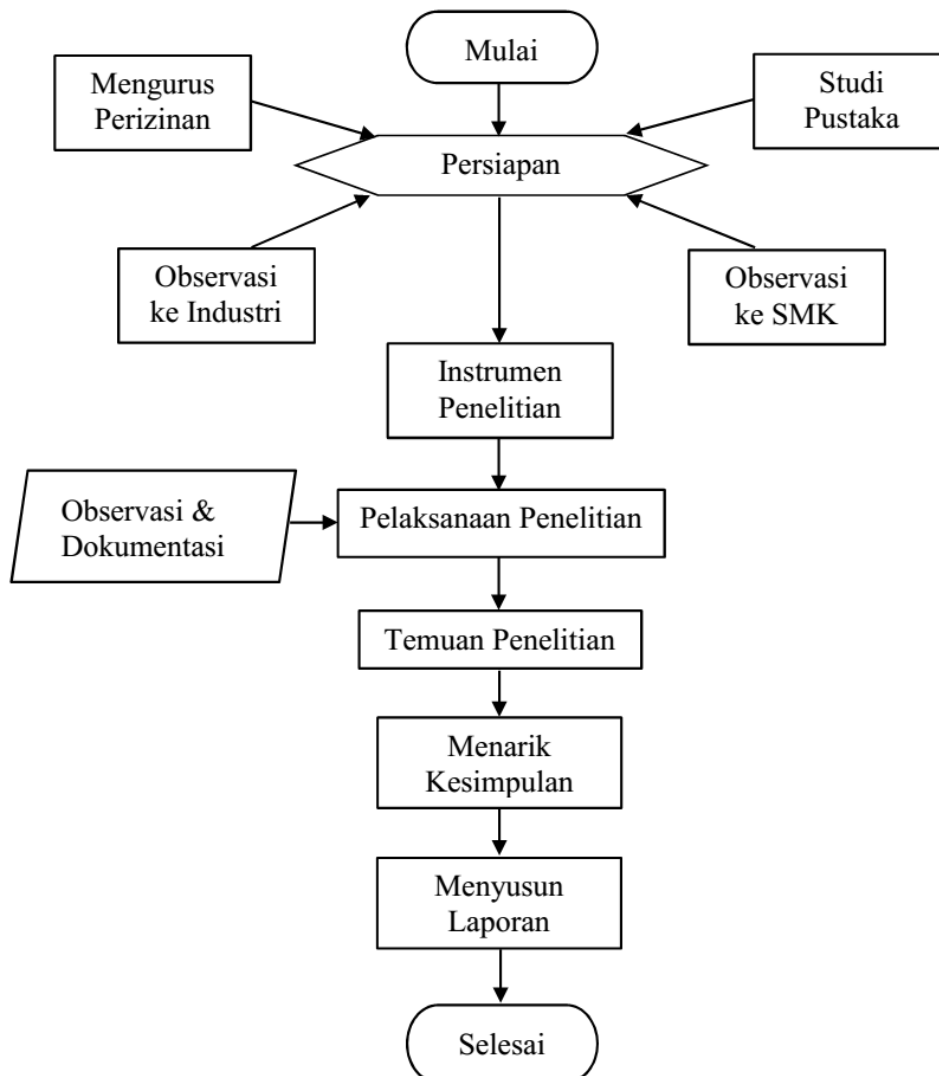 Mulai
Mengurus
Perizinan
Studi
Pustaka
Persiapan
Observasi
ke Industri
Observasi
ke SMK
Instrumen
Penelitian
Observasi &
Dokumentasi
Pelaksanaan Penelitian
Temuan Penelitian
Menarik
Kesimpulan
Menyusun
Laporan
Selesai